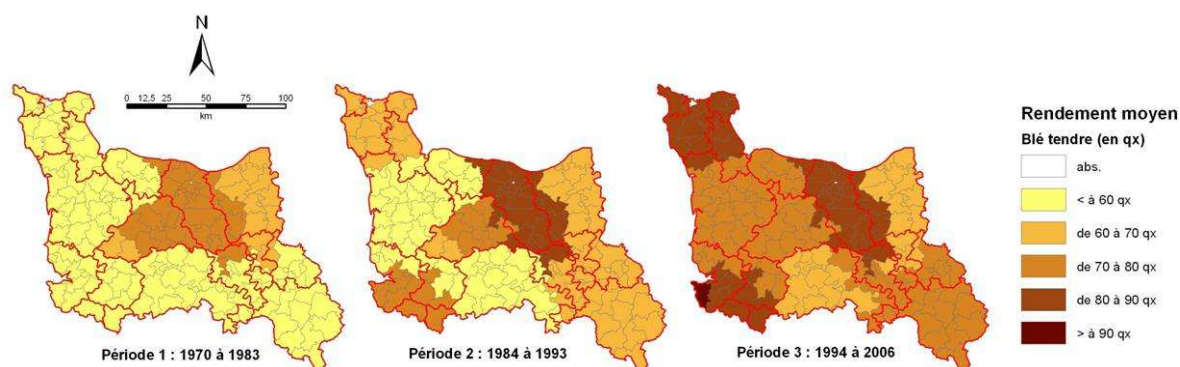 N
0 12,5 25 50 75 100
km
Période 1 : 1970 à 1983
Période 2 : 1984 à 1993
Période 3 : 1994 à 2006
Rendement moyen
Blé tendre (en qx)
abs.
< à 60 qx
de 60 à 70 qx
de 70 à 80 qx
de 80 à 90 qx
> à 90 qx